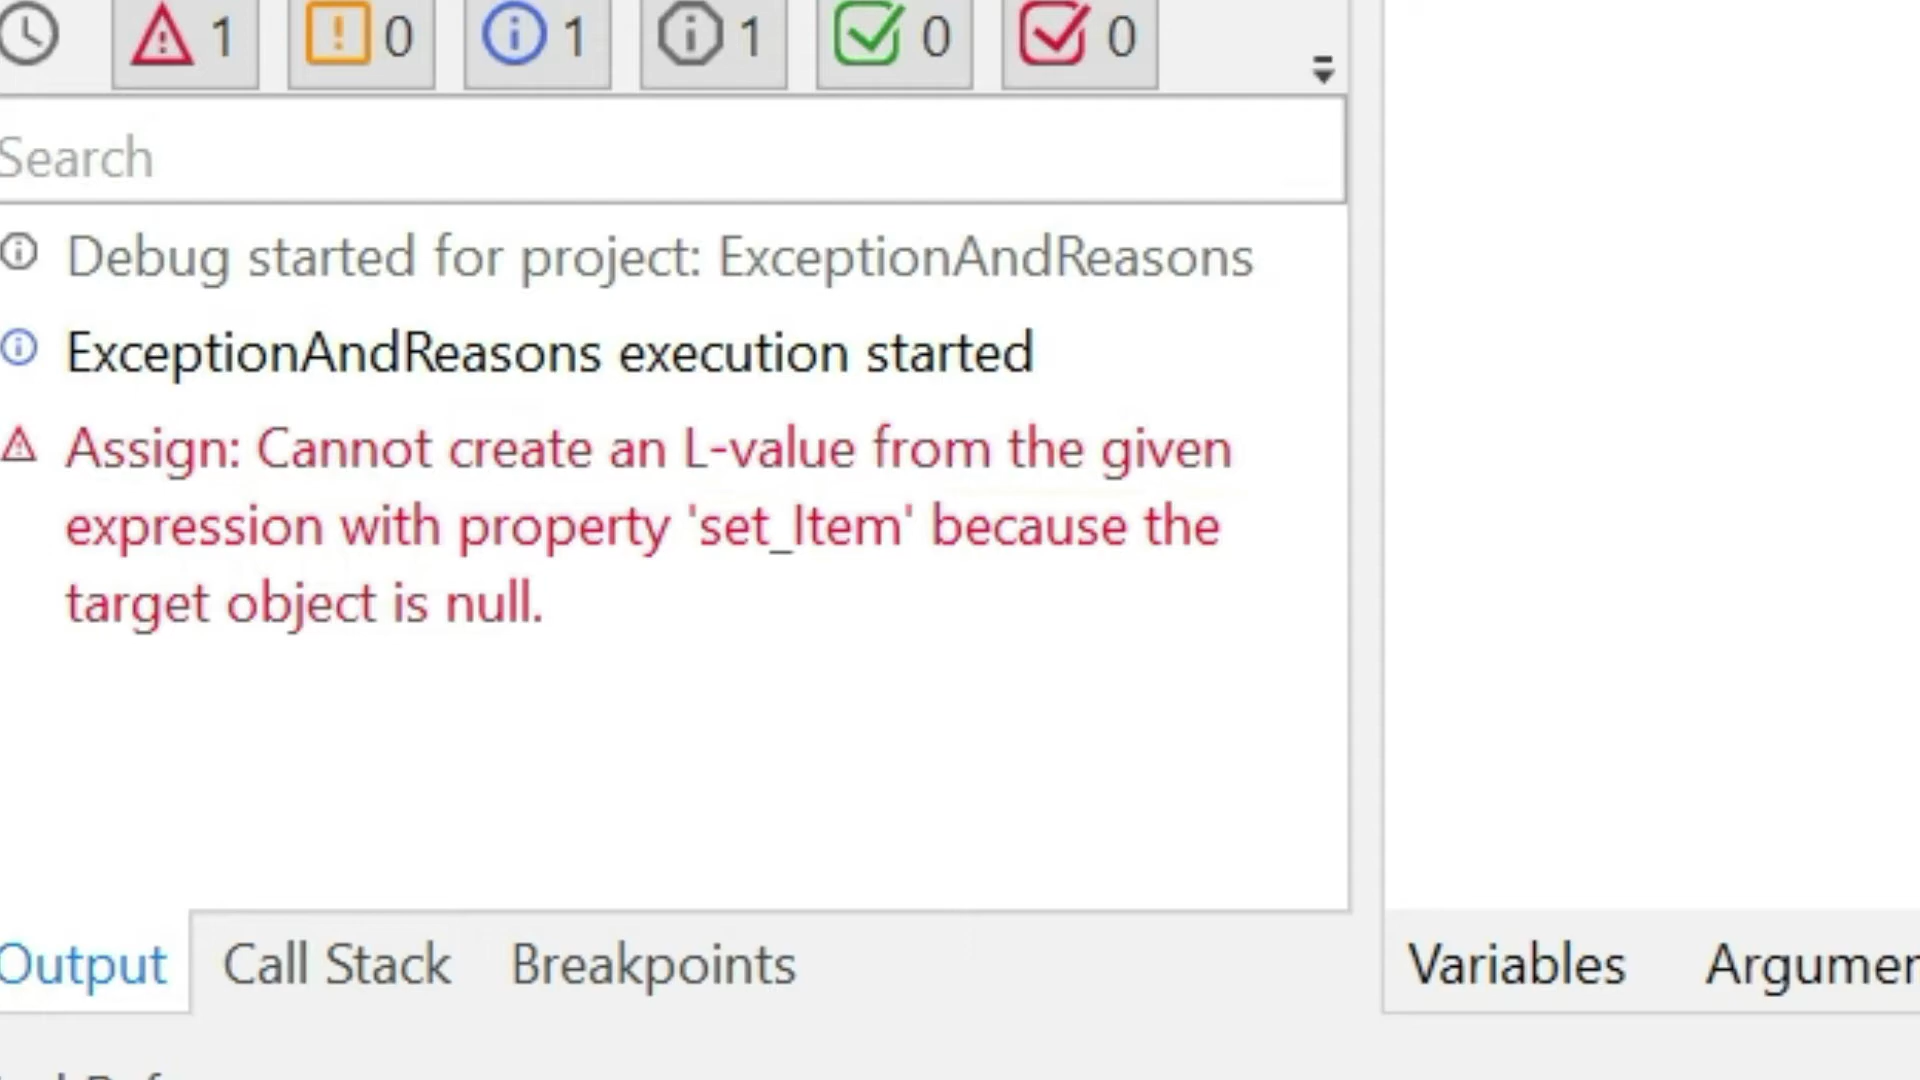 1 0 1 1 0 0
Search
Debug started for project: ExceptionAndReasons
ExceptionAndReasons execution started
Assign: Cannot create an L-value from the given
expression with property 'set_Item' because the
target object is null.
Output Call Stack Breakpoints
Variables